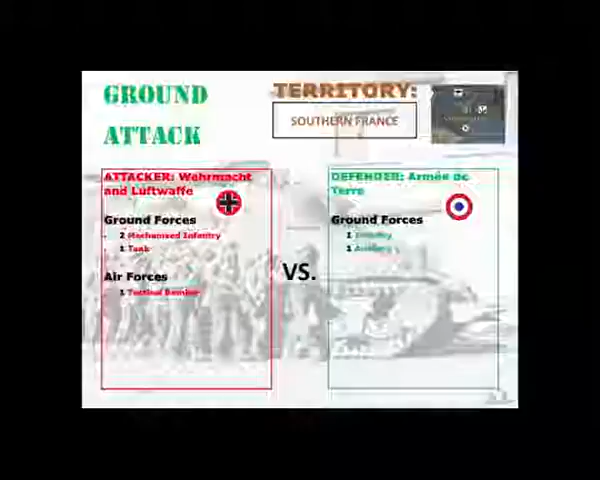 GROUND
ATTACK
TERRITORY:
SOUTHERN FRANCE
ATTACKER: Wehrmacht
and Luftwaffe
Ground Forces
2 Mechanized Infantry
1 Tank
Air Forces
1 Tactical Bomber
VS.
DEFENDER: Armée de
Terre
Ground Forces
1 Infantry
1 Artillery